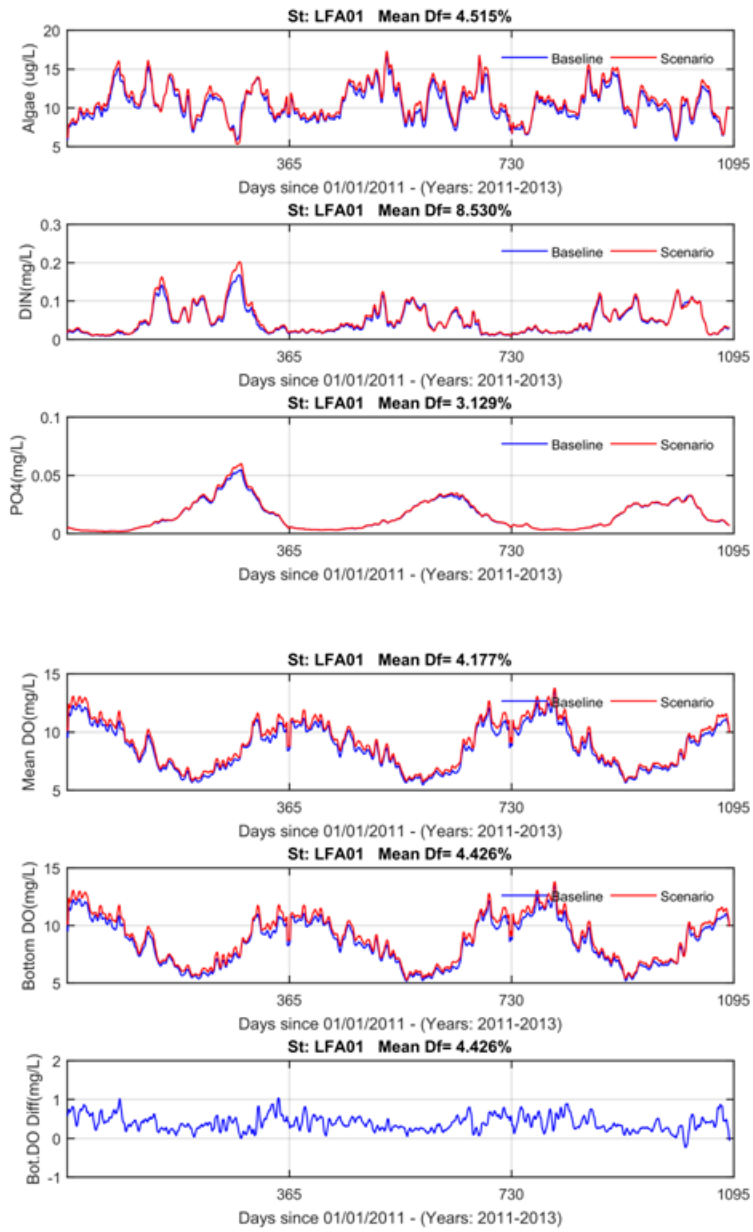 St: LFA01 Mean Df= 4.515%
20
15
10
5
Algae (ug/L)
Baseline Scenario
365 730 1095
Days since 01/01/2011 - (Years: 2011-2013)
St: LFA01 Mean Df= 8.530%
0.3
0.2
0.1
0
DIN(mg/L)
Baseline Scenario
365 730 1095
Days since 01/01/2011 - (Years: 2011-2013)
St: LFA01 Mean Df= 3.129%
0.1
0.05
0
PO4(mg/L)
Baseline Scenario
365 730 1095
Days since 01/01/2011 - (Years: 2011-2013)
St: LFA01 Mean Df= 4.177%
15
10
5
Mean DO(mg/L)
Baseline Scenario
365 730 1095
Days since 01/01/2011 - (Years: 2011-2013)
St: LFA01 Mean Df= 4.426%
15
10
5
Bottom DO(mg/L)
Baseline Scenario
365 730 1095
Days since 01/01/2011 - (Years: 2011-2013)
St: LFA01 Mean Df= 4.426%
2
1
0
-1
Bot.DO Diff(mg/L)
365 730 1095
Days since 01/01/2011 - (Years: 2011-2013)